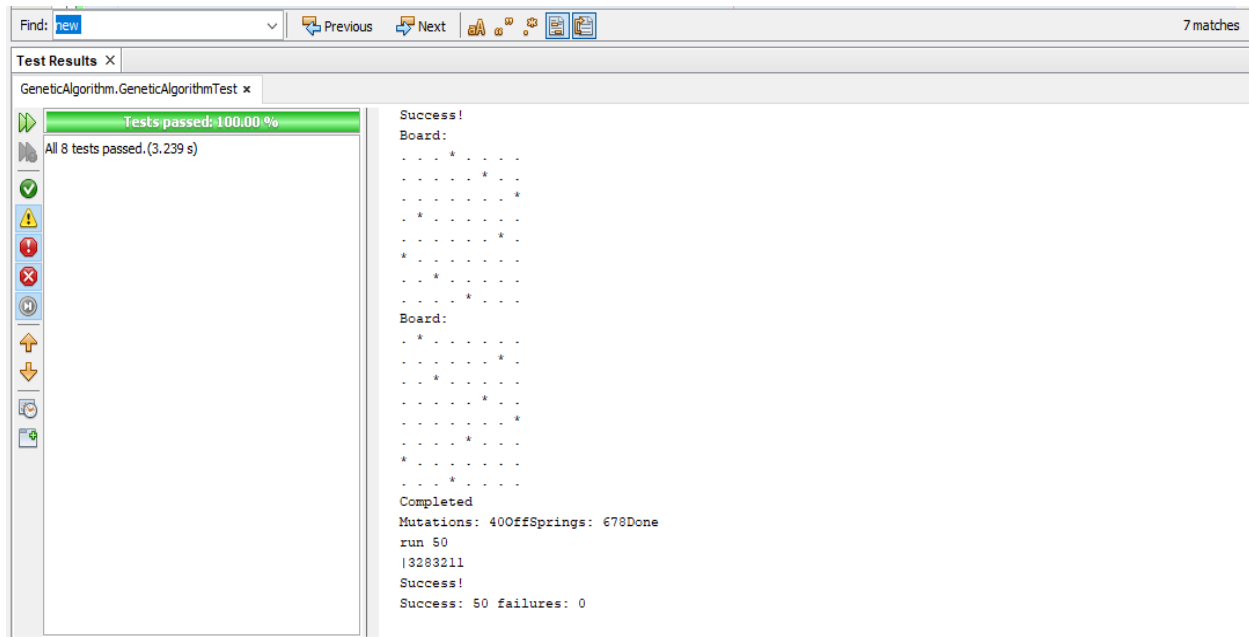 Find: new Previous Next 7 matches
Test Results
GeneticAlgorithm.GeneticAlgorithmTest
Tests passed: 100.00 %
All 8 tests passed.(3.239 s)
Success!
Board:
. . . * . . . .
. . . . . * . .
. . . . . . . *
. * . . . . . .
. . . . . . * .
* . . . . . . .
. . * . . . . .
. . . . * . . .
Board:
. * . . . . . .
. . . . . . * .
. . * . . . . .
. . . . . * . .
. . . . . . . *
. . . . * . . .
* . . . . . . .
. . . * . . . .
Completed
Mutations: 40OffSprings: 678Done
run 50
|3283211
Success!
Success: 50 failures: 0